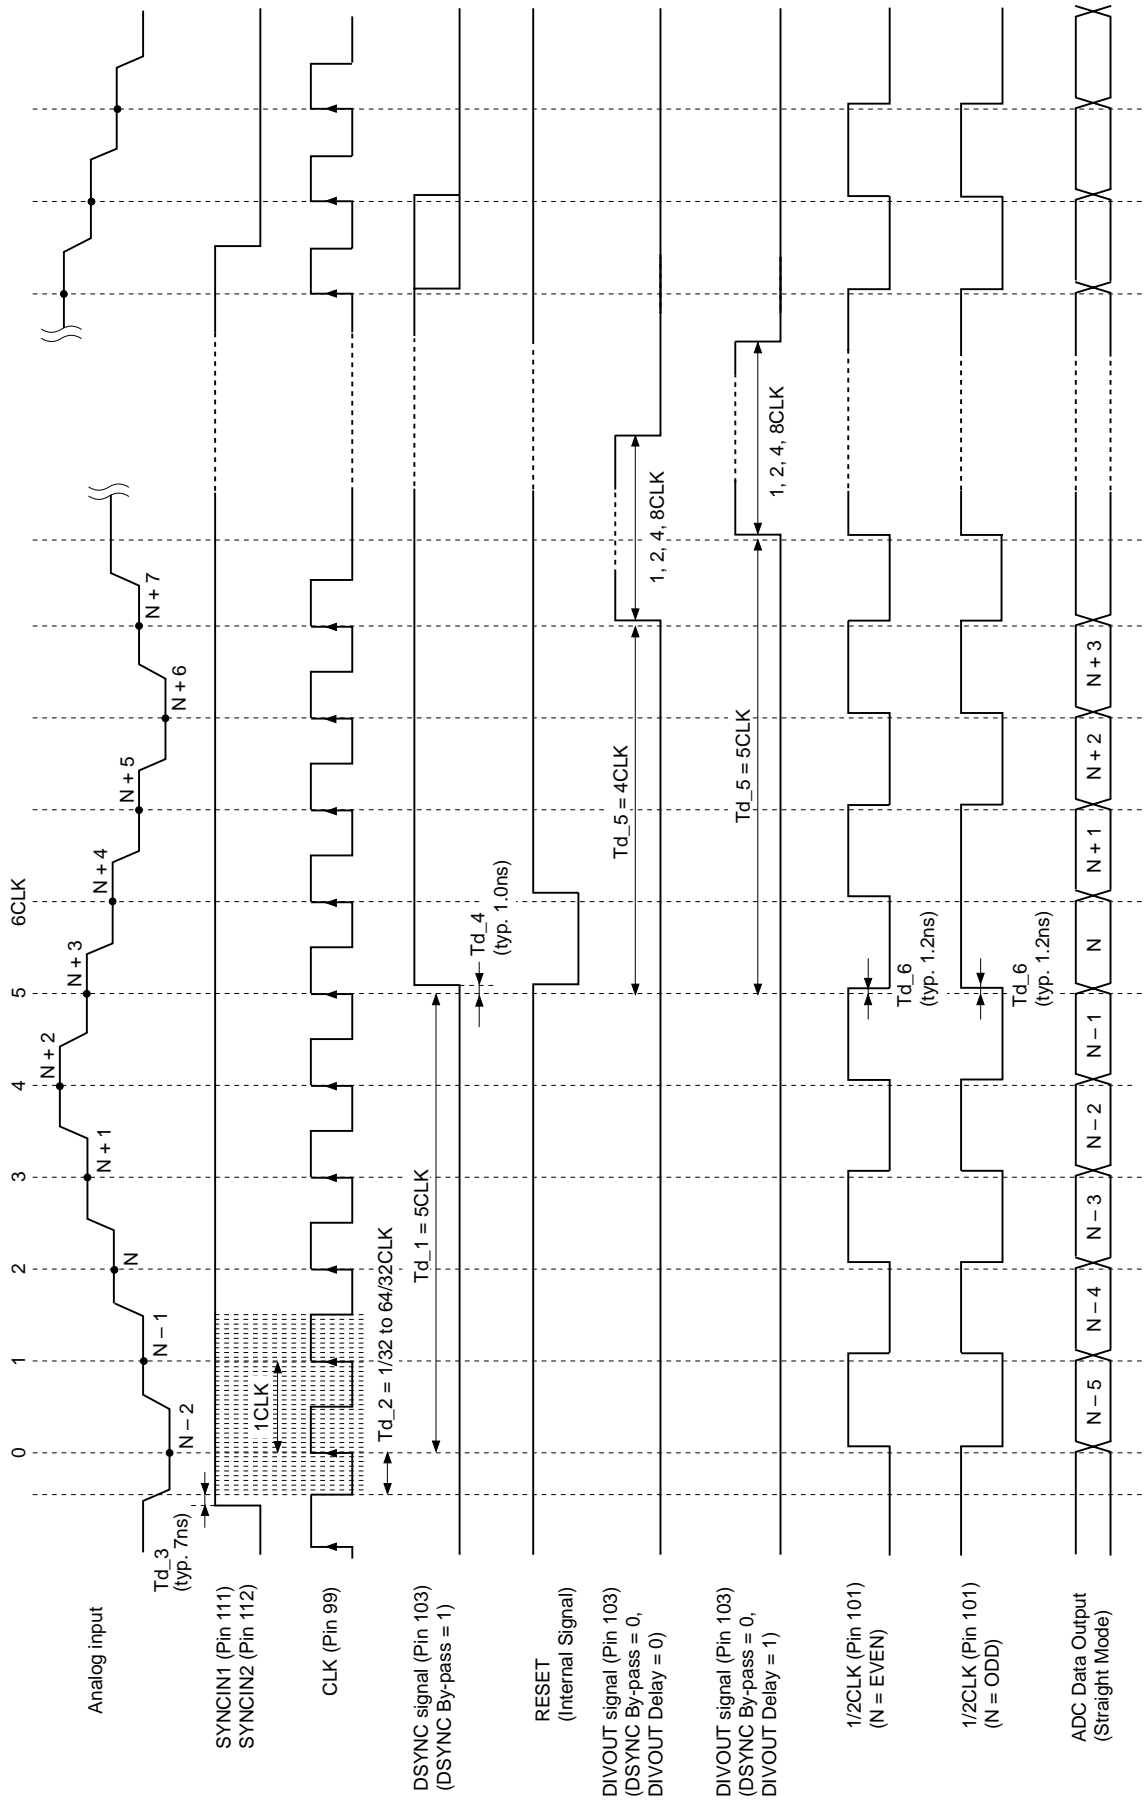 0
1
2
3
4
5
6CLK
Analog input
Td_3
(typ. 7ns)
N – 2
N – 1
N
N + 1
N + 2
N + 3
N + 4
N + 5
N + 6
N + 7
SYNCIN1 (Pin 111)
SYNCIN2 (Pin 112)
1CLK
CLK (Pin 99)
Td_2 = 1/32 to 64/32CLK
DSYNC signal (Pin 103)
(DSYNC By-pass = 1)
Td_1 = 5CLK
Td_4
(typ. 1.0ns)
RESET
(Internal Signal)
DIVOUT signal (Pin 103)
(DSYNC By-pass = 0,
DIVOUT Delay = 0)
Td_5 = 4CLK
1, 2, 4, 8CLK
DIVOUT signal (Pin 103)
(DSYNC By-pass = 0,
DIVOUT Delay = 1)
Td_5 = 5CLK
1, 2, 4, 8CLK
1/2CLK (Pin 101)
(N = EVEN)
Td_6
(typ. 1.2ns)
1/2CLK (Pin 101)
(N = ODD)
Td_6
(typ. 1.2ns)
ADC Data Output
(Straight Mode)
N – 5
N – 4
N – 3
N – 2
N – 1
N
N + 1
N + 2
N + 3